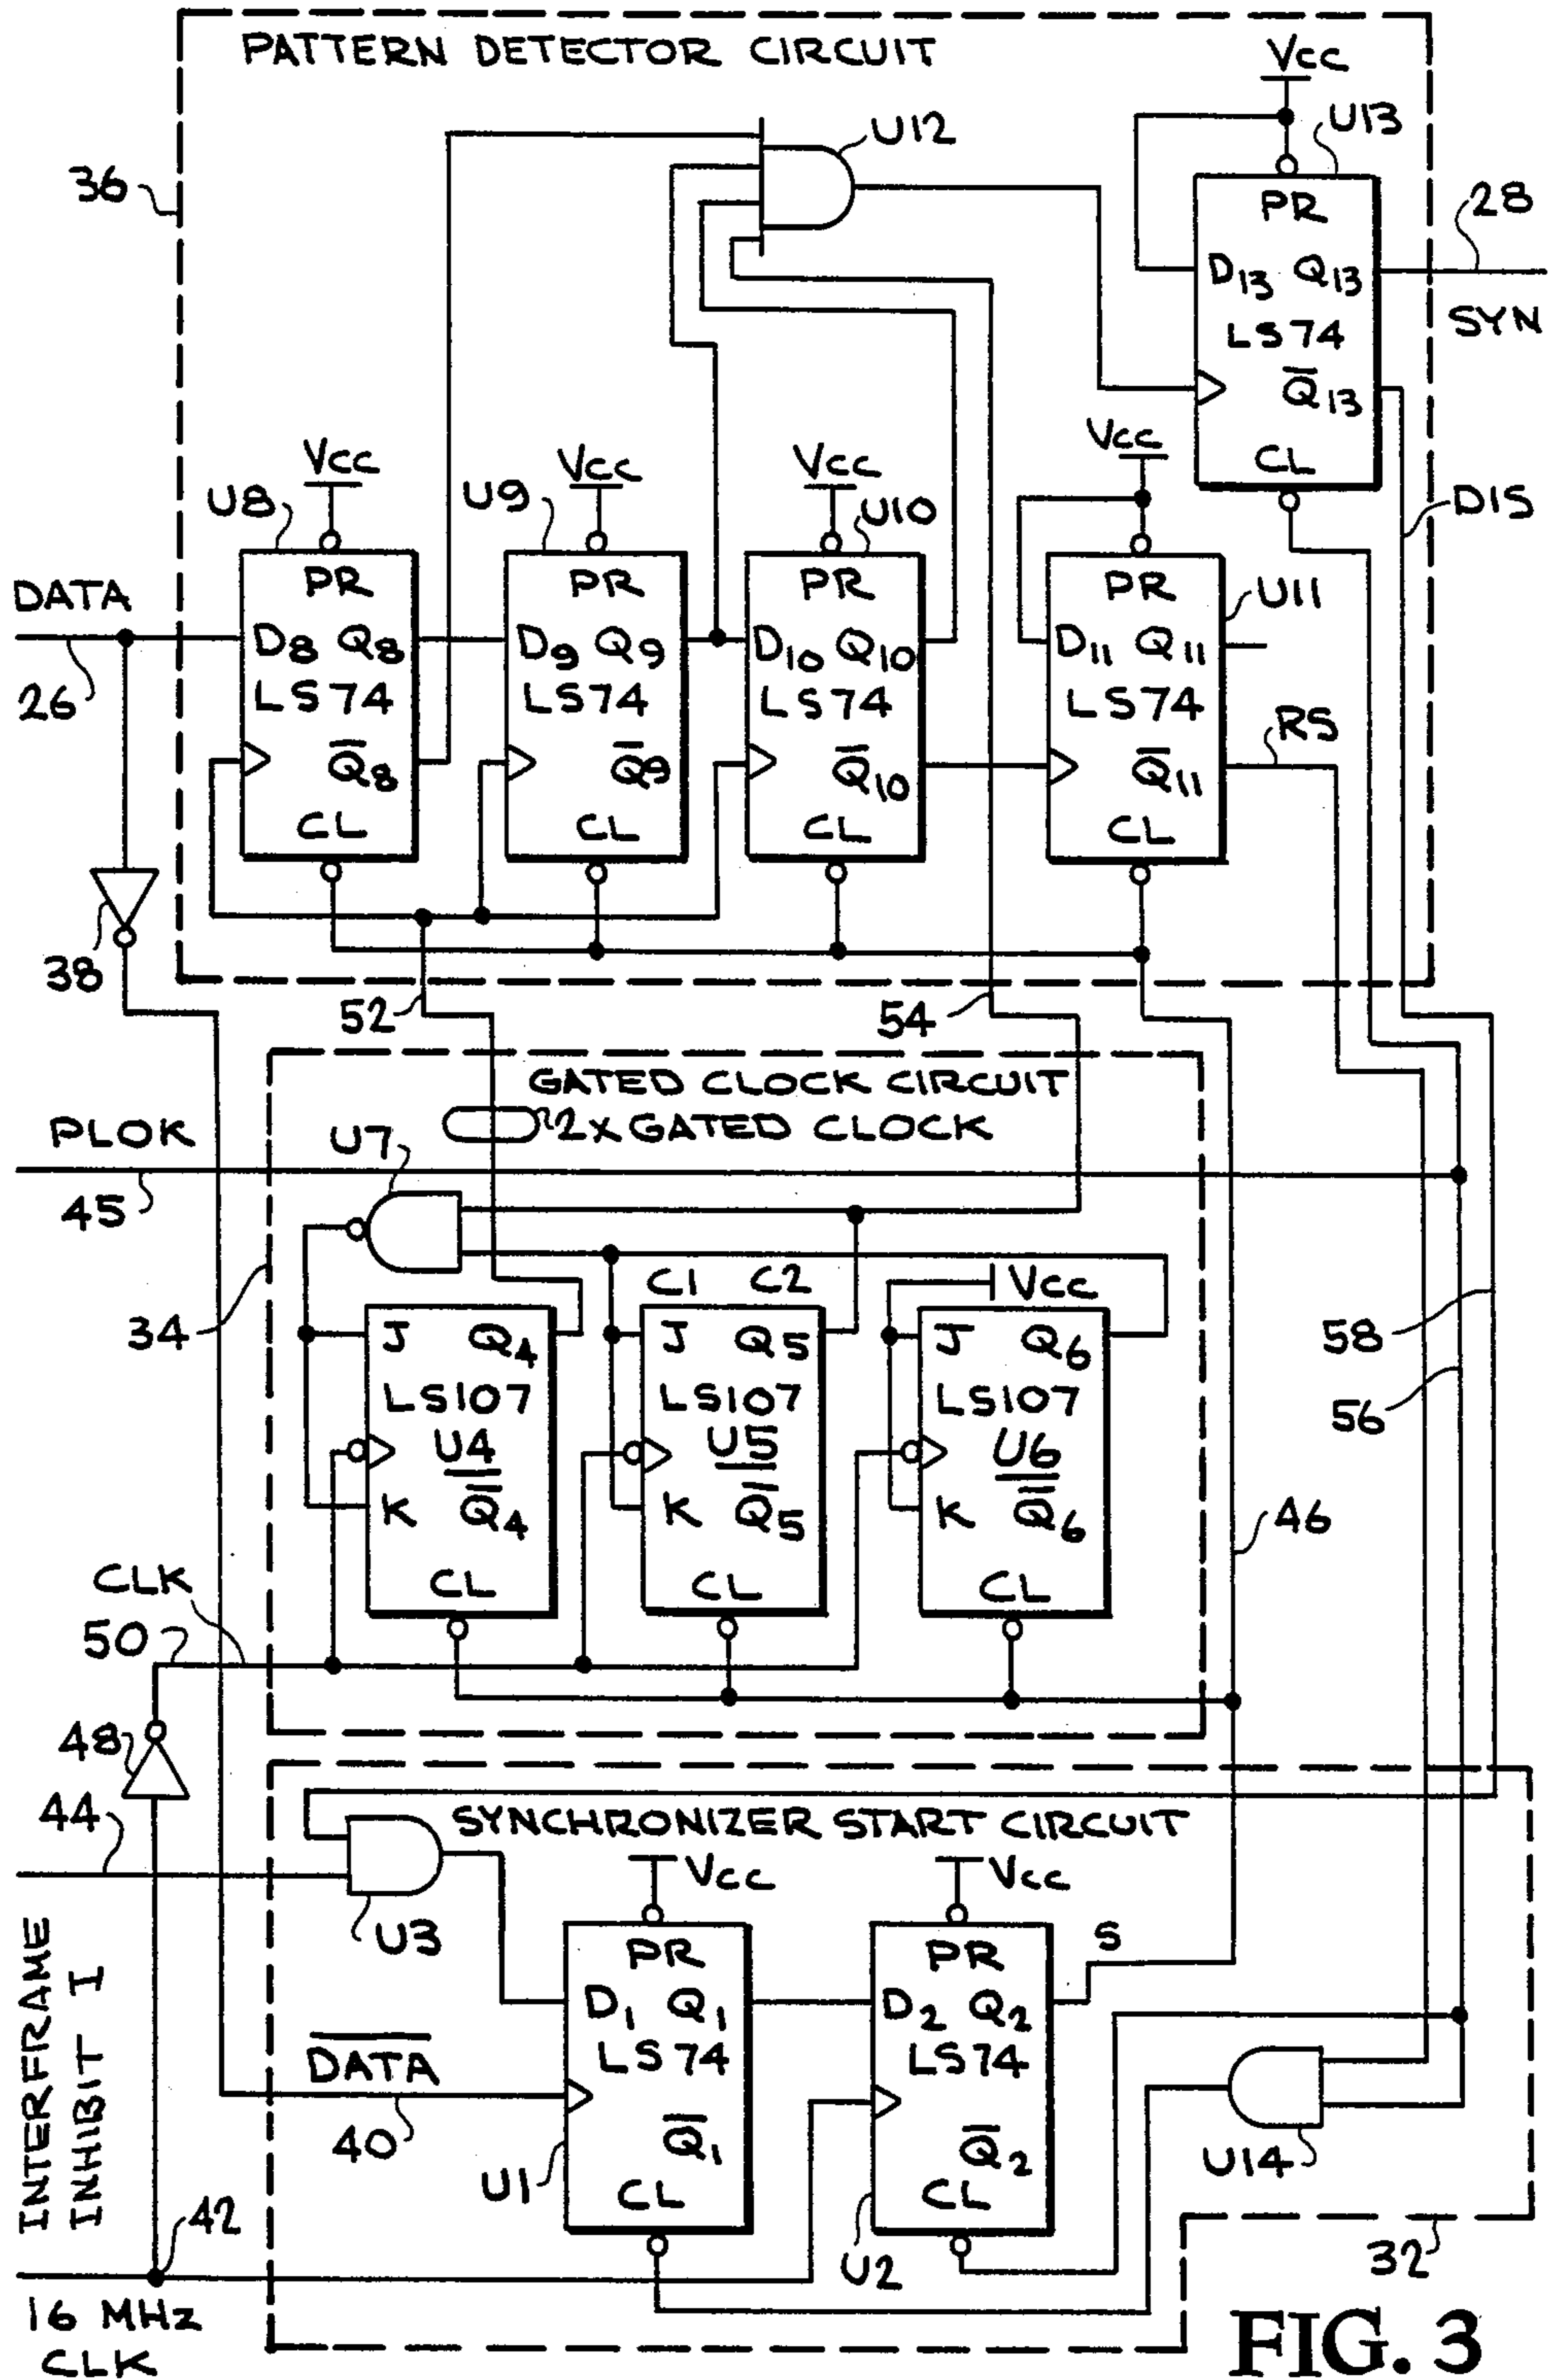 PATTERN DETECTOR CIRCUIT
VCC
U12
U13
36
PR
28
D13 Q13
LS74
SYN
Q̅13
VCC
VCC
VCC
VCC
CL
U8
U9
U10
DIS
PR
PR
PR
PR
U11
DATA
D8 Q8
D9 Q9
D10 Q10
D11 Q11
26
LS74
LS74
LS74
LS74
RS
Q̅8
Q̅9
Q̅10
Q̅11
CL
CL
CL
CL
38
52
54
GATED CLOCK CIRCUIT
2X GATED CLOCK
PLOK
U7
45
C1 C2
VCC
34
J Q4
J Q5
J Q6
58
LS107
LS107
LS107
56
U4
U5
U6
K Q̅4
K Q̅5
K Q̅6
46
CLK
CL
CL
CL
50
48
44
SYNCHRONIZER START CIRCUIT
VCC
VCC
U3
S
PR
PR
D1 Q1
D2 Q2
INTERFRAME
INHIBIT I
D̅A̅T̅A̅
LS74
LS74
40
Q̅1
Q̅2
U14
U1
CL
CL
42
U2
32
16 MHz
CLK
FIG. 3